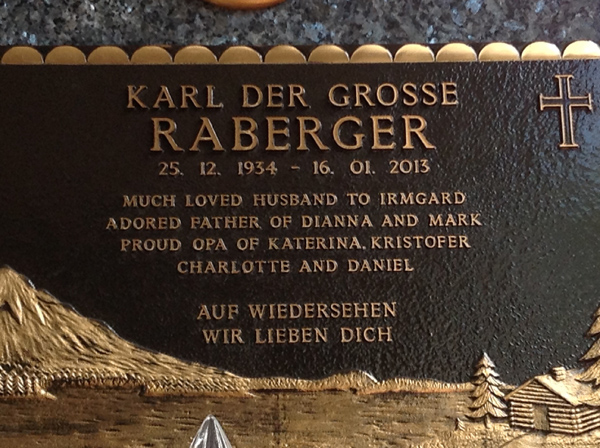 KARL DER GROSSE
RABERGER
25. 12. 1934 - 16. 01. 2013
MUCH LOVED HUSBAND TO IRMGARD
ADORED FATHER OF DIANNA AND MARK
PROUD OPA OF KATERINA, KRISTOFER
CHARLOTTE AND DANIEL
AUF WIEDERSEHEN
WIR LIEBEN DICH